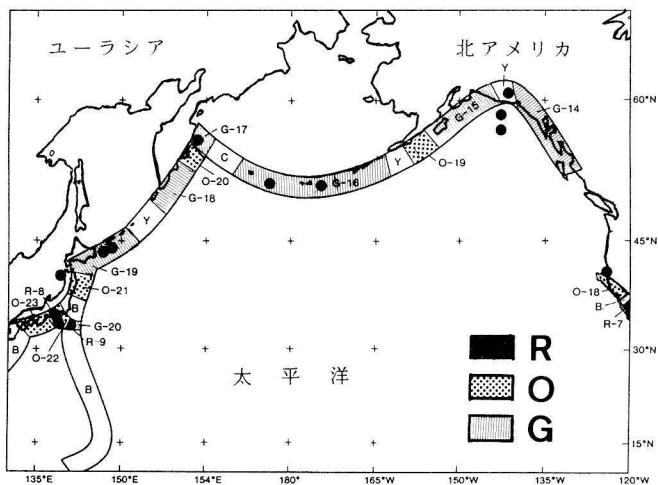 ユーラシア
北アメリカ
Y
G-14
60°N
G-15
G-17
C
Y
O-19
O-20
G-16
G-18
Y
45°N
G-19
R-8
O-21
O-23
O-18
B
B
G-20
R-7
B
R-9
O-22
30°N
R
太平洋
B
O
G
15°N
135°E
150°E
154°E
180°
165°W
165°W
150°W
135°W
120°W